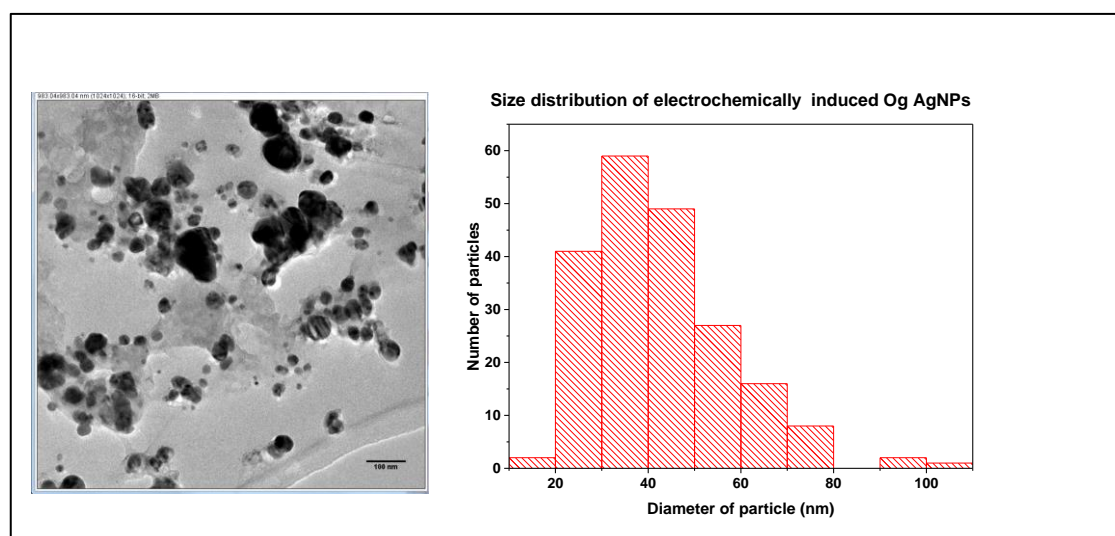 983.04x983.04 nm (1024x1024), 16-bit, 2MB
100 nm
Size distribution of electrochemically induced Og AgNPs
Number of particles
60
50
40
30
20
10
0
20
40
60
80
100
Diameter of particle (nm)